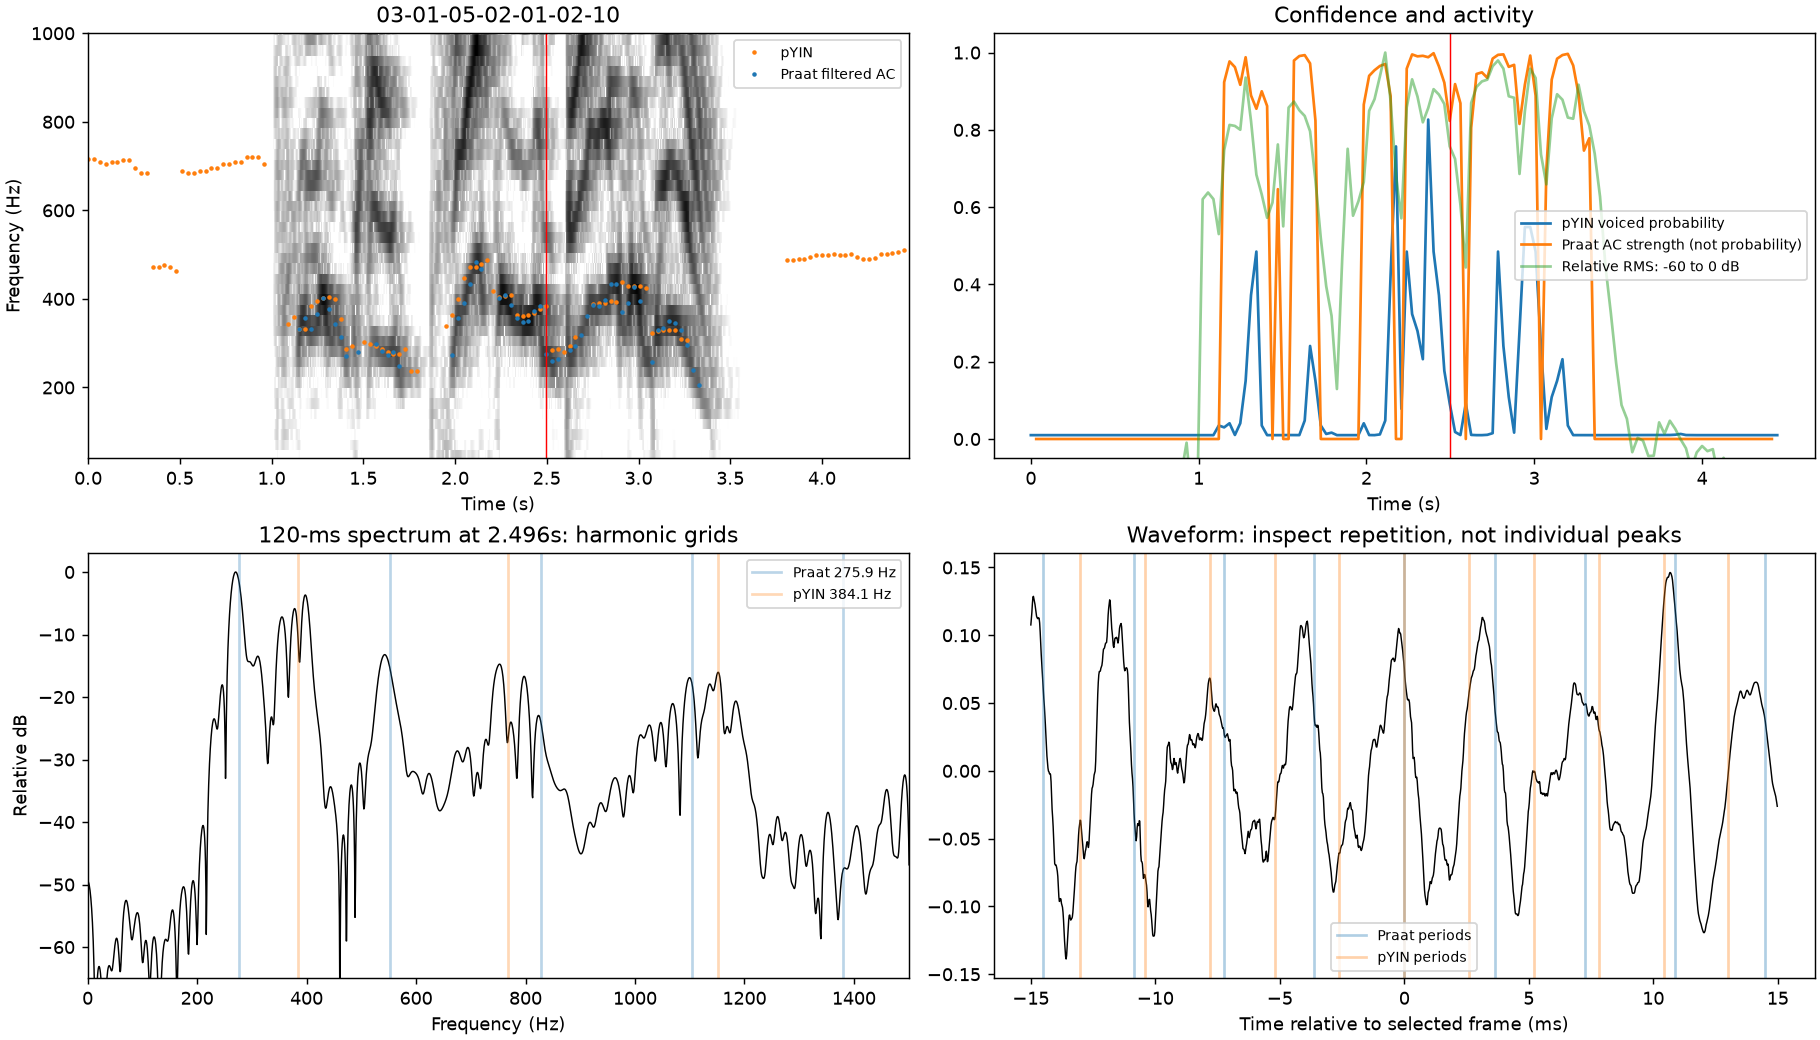 03-01-05-02-01-02-10
1000
800
600
400
200
Frequency (Hz)
pYIN
Praat filtered AC
0.0 0.5 1.0 1.5 2.0 2.5 3.0 3.5 4.0
Time (s)
Confidence and activity
1.0
0.8
0.6
0.4
0.2
0.0
pYIN voiced probability
Praat AC strength (not probability)
Relative RMS: -60 to 0 dB
0 1 2 3 4
Time (s)
120-ms spectrum at 2.496s: harmonic grids
0
−10
−20
−30
−40
−50
−60
Relative dB
Praat 275.9 Hz
pYIN 384.1 Hz
0 200 400 600 800 1000 1200 1400
Frequency (Hz)
Waveform: inspect repetition, not individual peaks
0.15
0.10
0.05
0.00
−0.05
−0.10
−0.15
Praat periods
pYIN periods
−15 −10 −5 0 5 10 15
Time relative to selected frame (ms)